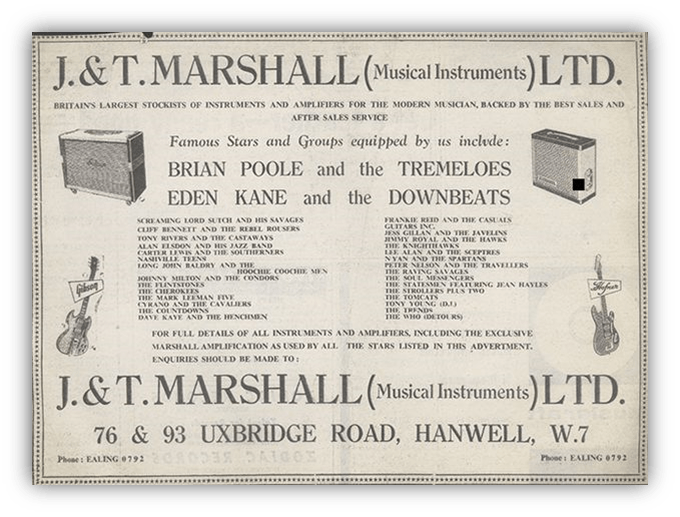 J. & T. MARSHALL (Musical Instruments) LTD.
BRITAIN'S LARGEST STOCKISTS OF INSTRUMENTS AND AMPLIFIERS FOR THE MODERN MUSICIAN, BACKED BY THE BEST SALES AND
AFTER SALES SERVICE
Famous Stars and Groups equipped by us include:
BRIAN POOLE and the TREMELOES
EDEN KANE and the DOWNBEATS
SCREAMING LORD SUTCH AND HIS SAVAGES
CLIFF BENNETT AND THE REBEL ROUSERS
TONY RIVERS AND THE CASTAWAYS
ALAN ELSDON AND HIS JAZZ BAND
CARTER LEWIS AND THE SOUTHERNERS
NASHVILLE TEENS
LONG JOHN BALDRY AND THE
HOOCHIE COOCHIE MEN
JOHNNY MILTON AND THE CONDORS
THE FLINTSTONES
THE CHEROKEES
THE MARK LEEMAN FIVE
CYRANO AND THE CAVALIERS
THE COUNTDOWNS
DAVE KAYE AND THE HENCHMEN
FRANKIE REID AND THE CASUALS
GUITARS INC.
JESS GILLAN AND THE JAVELINS
JIMMY ROYAL AND THE HAWKS
THE KNIGHTHAWKS
LEE ALAN AND THE SCEPTRES
AND THE SPARTANS
PETER NELSON AND THE TRAVELLERS
THE RAVING SAVAGES
THE SOUL MESSENGERS
THE STATESMEN FEATURING JEAN HAYLES
THE STROLLERS PLUS TWO
THE TOMCATS
TONY YOUNG (D.J.)
THE TRENDS
THE WHO (DETOURS)
Gibson
Hofner
FOR FULL DETAILS OF ALL INSTRUMENTS AND AMPLIFIERS, INCLUDING THE EXCLUSIVE
MARSHALL AMPLIFICATION AS USED BY ALL THE STARS LISTED IN THIS ADVERTMENT.
ENQUIRIES SHOULD BE MADE TO:
J. & T. MARSHALL (Musical Instruments) LTD.
76 & 93 UXBRIDGE ROAD, HANWELL, W.7
Phone: EALING 0792
Phone: EALING 0792